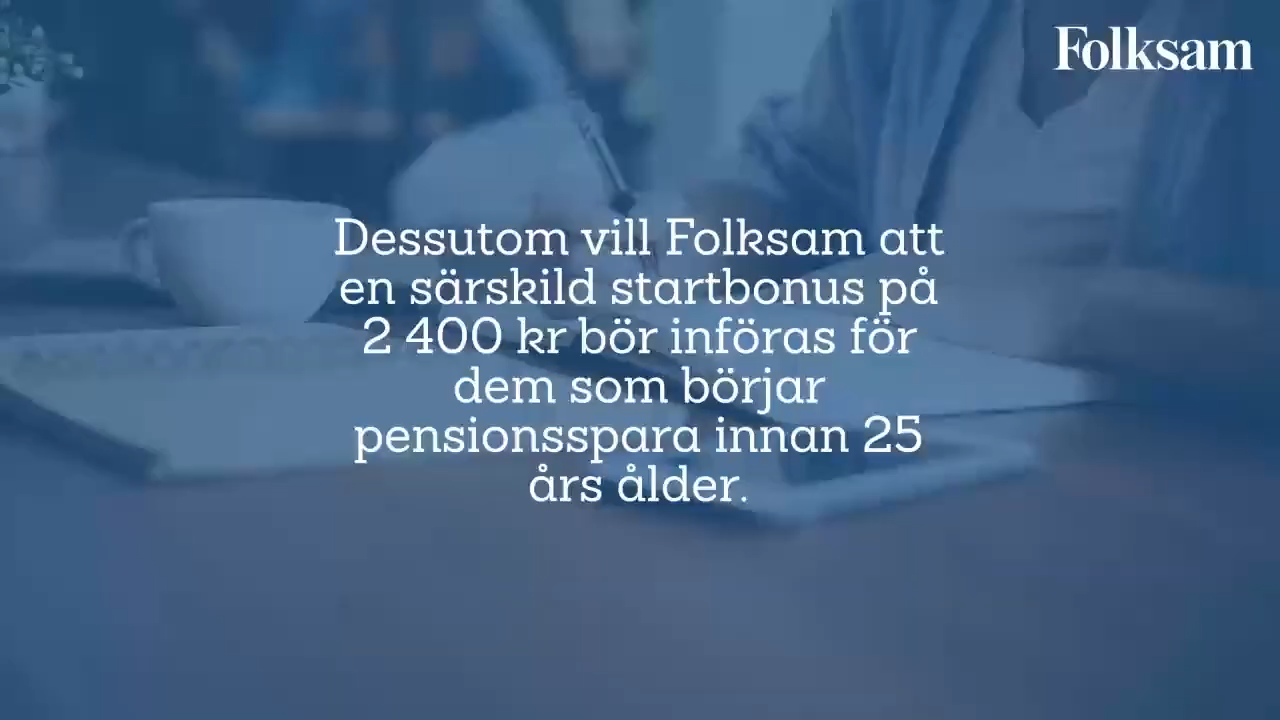 Folksam
Dessutom vill Folksam att
en särskild startbonus på
2 400 kr bör införas för
dem som börjar
pensionsspara innan 25
års ålder.